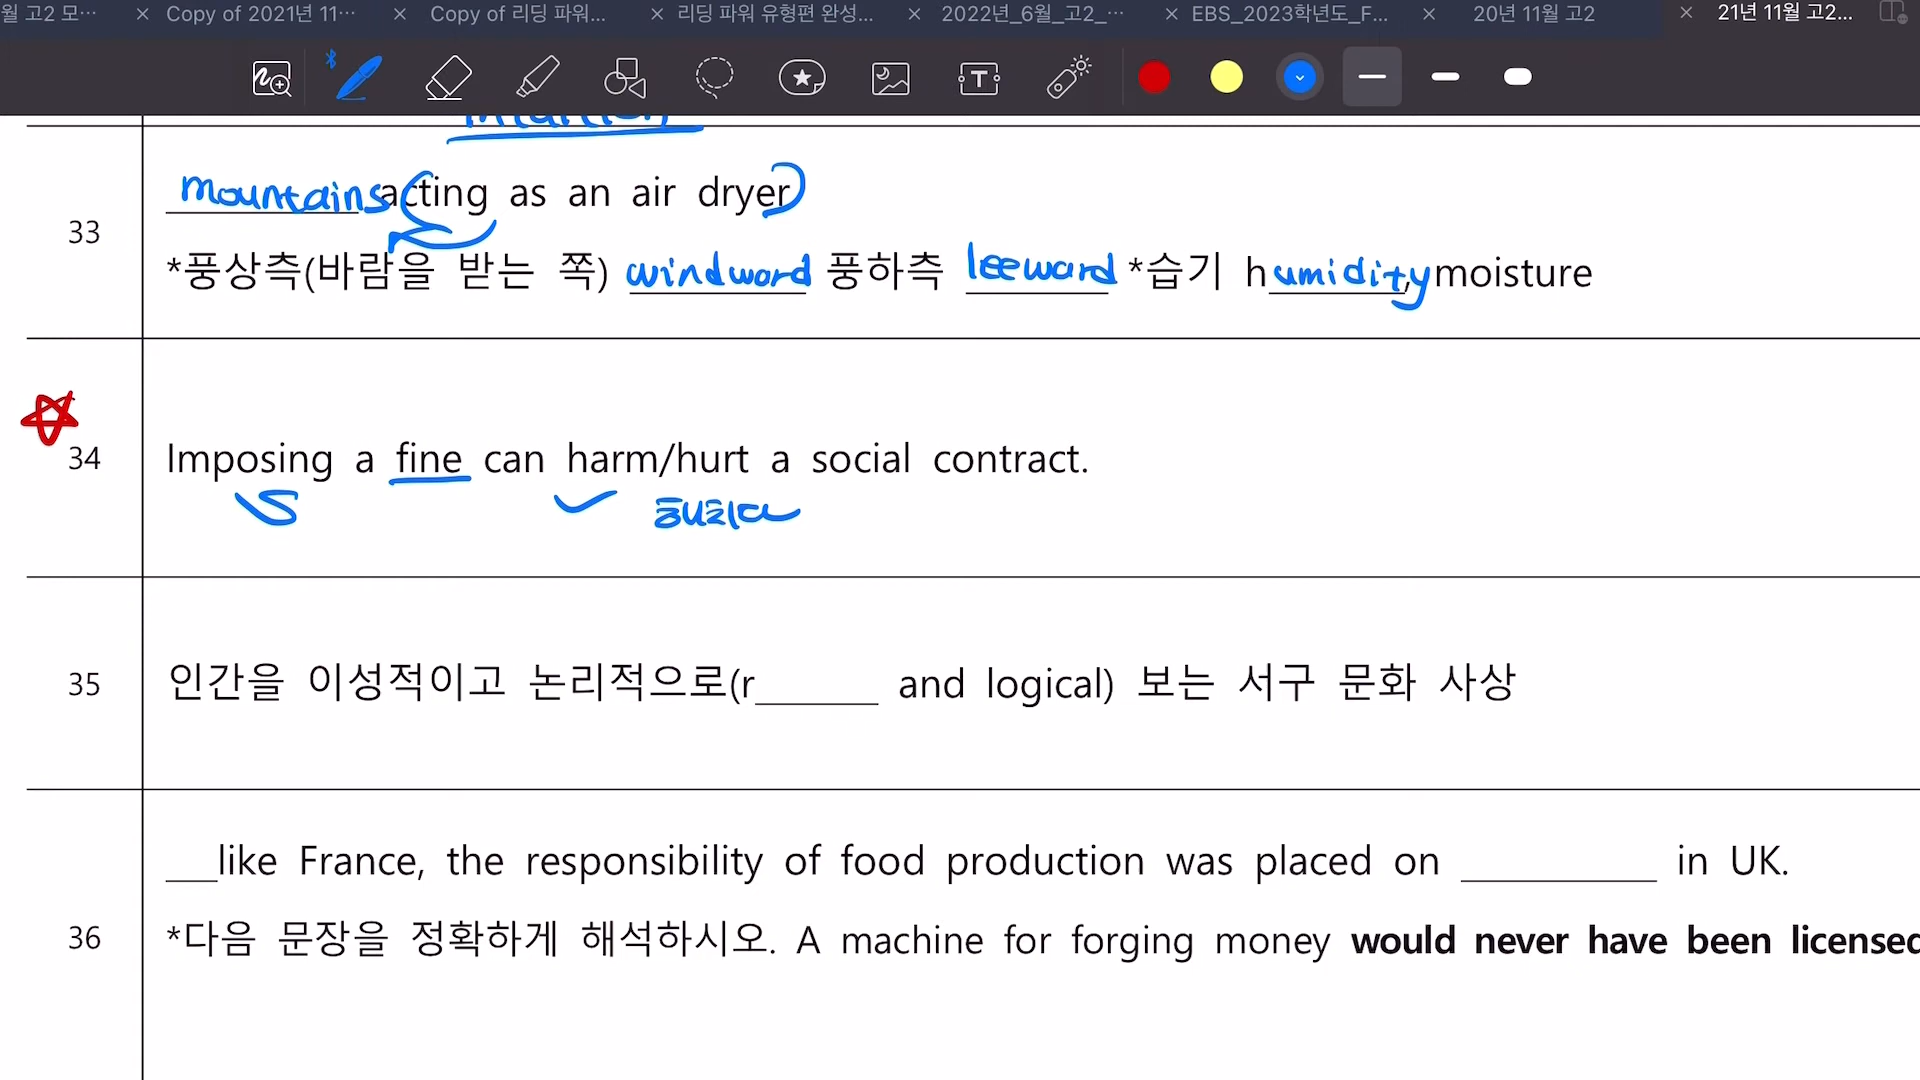 월 고2 모… × Copy of 2021년 11… × Copy of 리딩 파워… × 리딩 파워 유형편 완성… × 2022년_6월_고2_… × EBS_2023학년도_F… × 20년 11월 고2 × 21년 11월 고2…
T
intuition
33
mountains acting as an air dryer
*풍상측(바람을 받는 쪽) windward 풍하측 leeward *습기 humidity, moisture
34
Imposing a fine can harm/hurt a social contract.
S 해치다
35
인간을 이성적이고 논리적으로(r______ and logical) 보는 서구 문화 사상
36
__like France, the responsibility of food production was placed on _________ in UK.
*다음 문장을 정확하게 해석하시오. A machine for forging money would never have been licensed